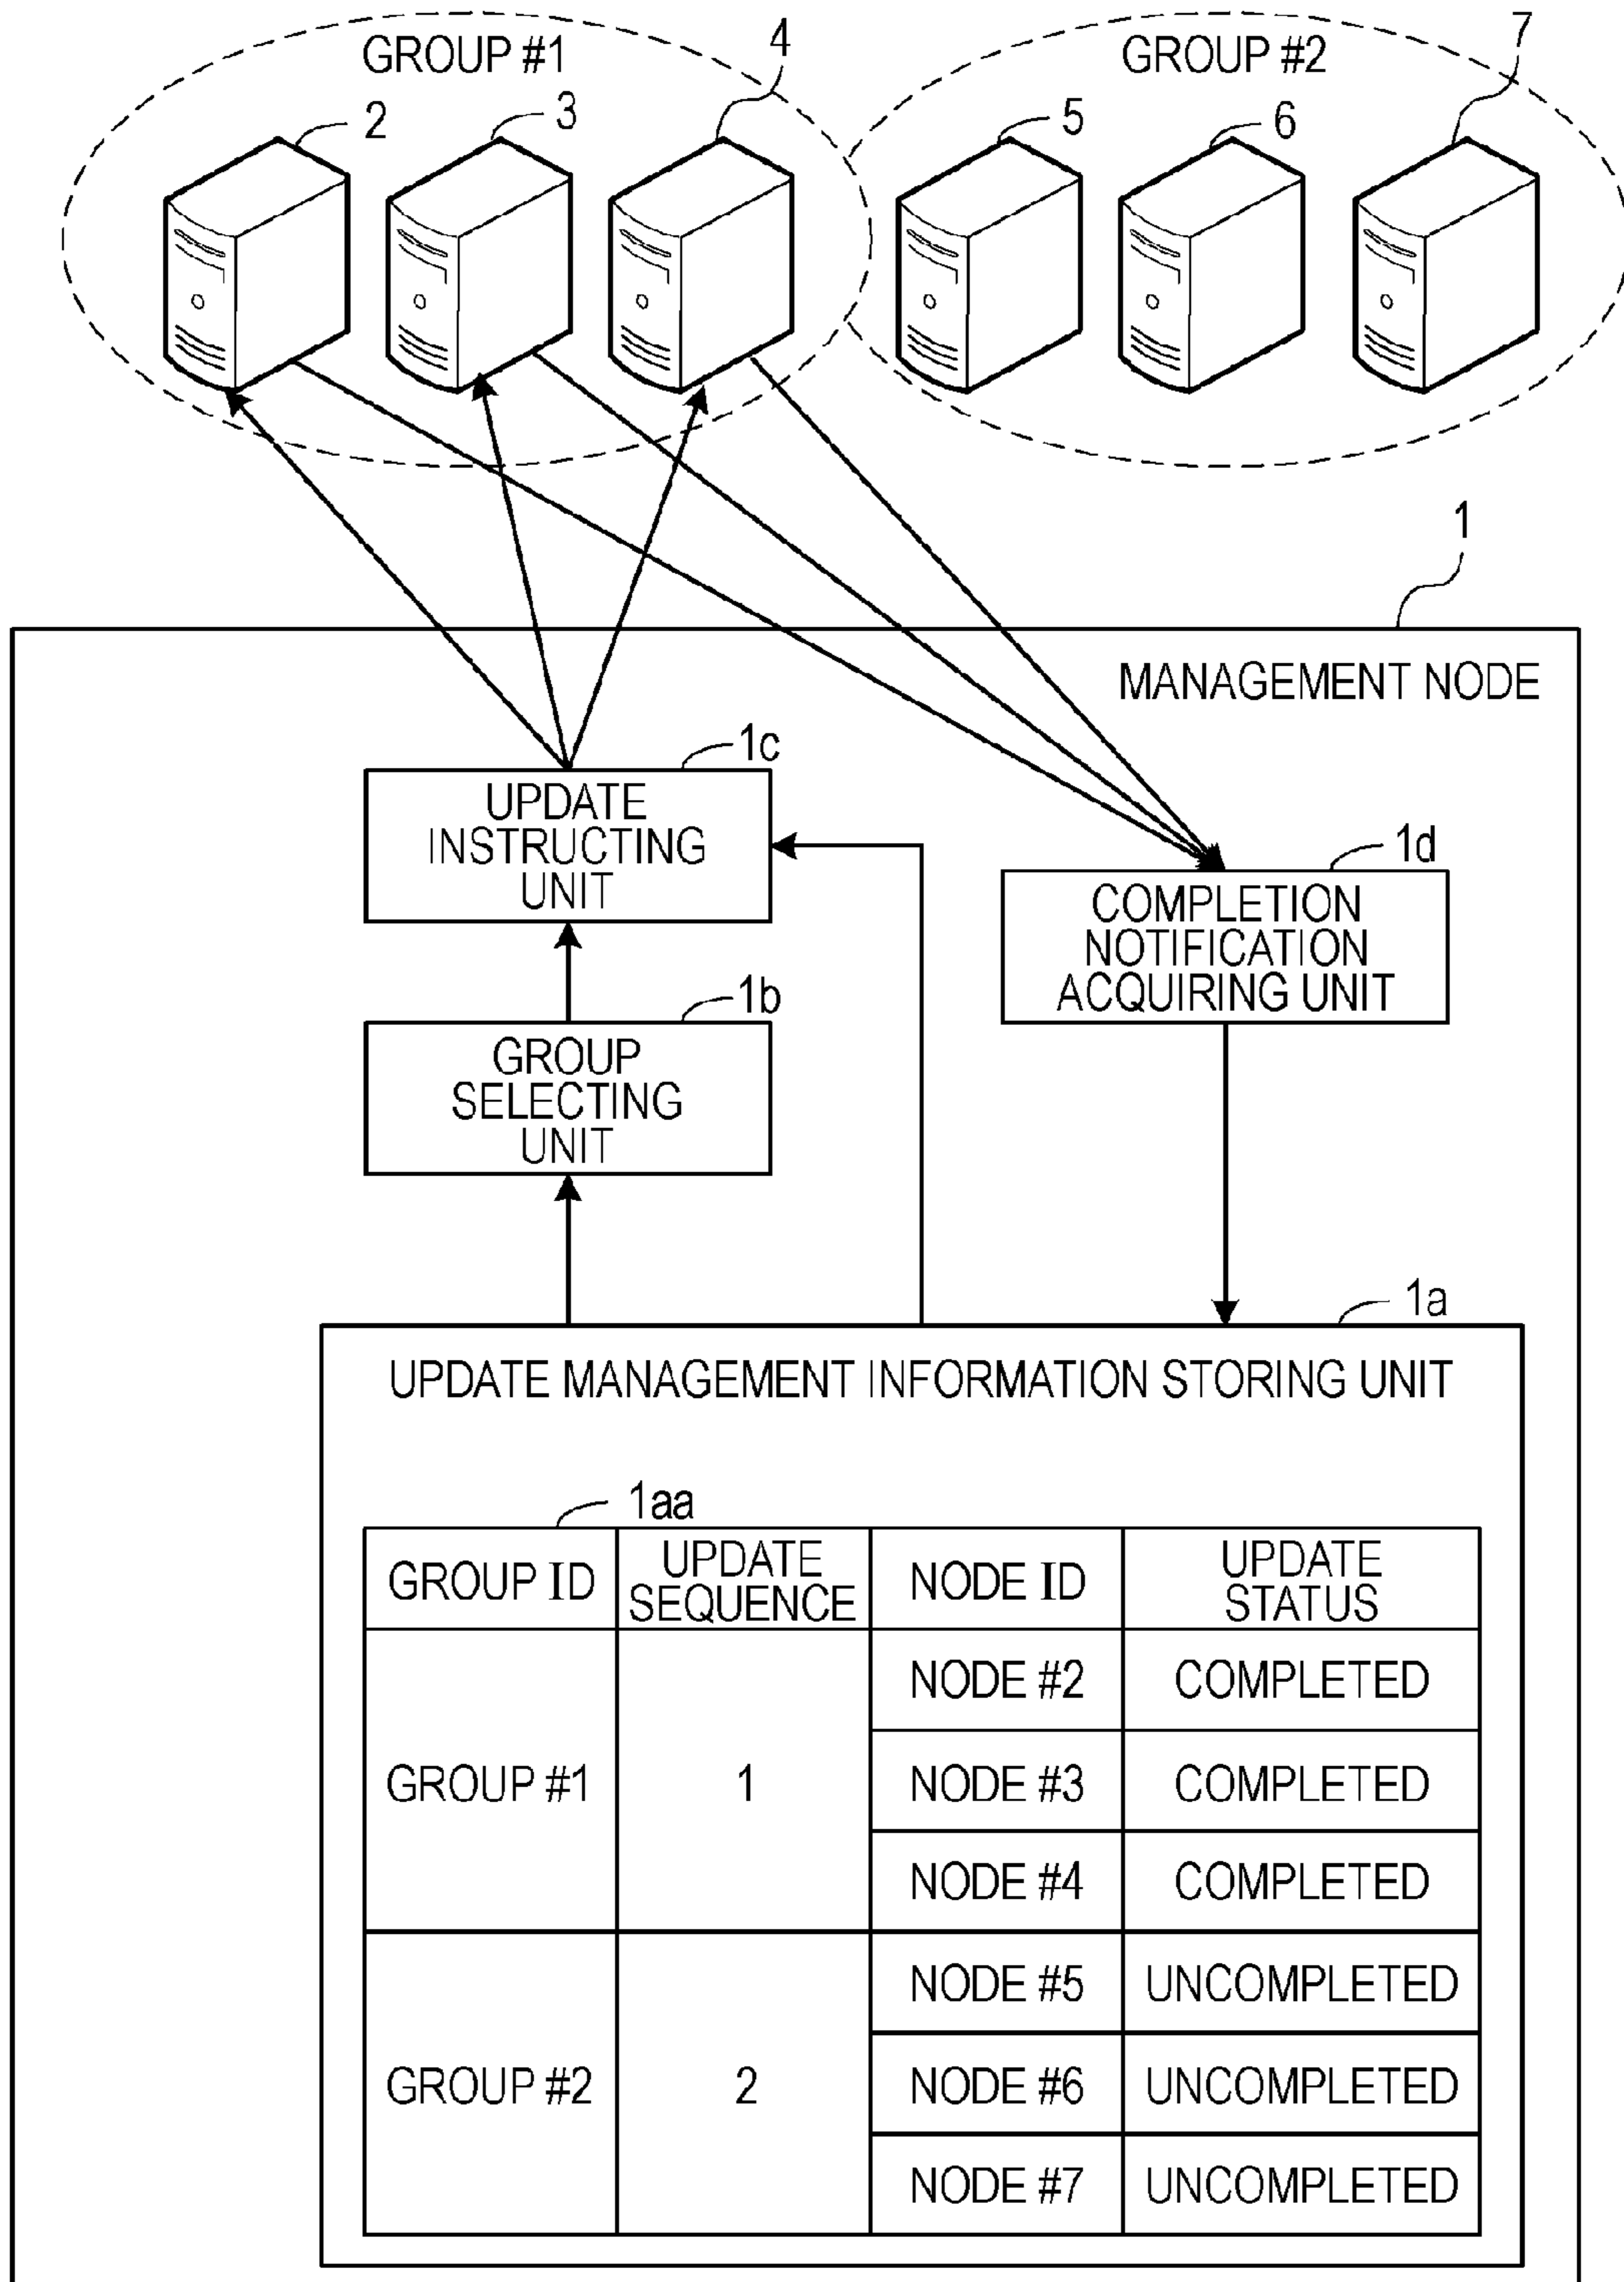 GROUP #1
GROUP #2
2
3
4
5
6
7
1
MANAGEMENT NODE
1c
UPDATE
INSTRUCTING
UNIT
1d
COMPLETION
NOTIFICATION
ACQUIRING UNIT
1b
GROUP
SELECTING
UNIT
1a
UPDATE MANAGEMENT INFORMATION STORING UNIT
1aa
GROUP ID
UPDATE
SEQUENCE
NODE ID
UPDATE
STATUS
GROUP #1
1
NODE #2
COMPLETED
NODE #3
COMPLETED
NODE #4
COMPLETED
GROUP #2
2
NODE #5
UNCOMPLETED
NODE #6
UNCOMPLETED
NODE #7
UNCOMPLETED